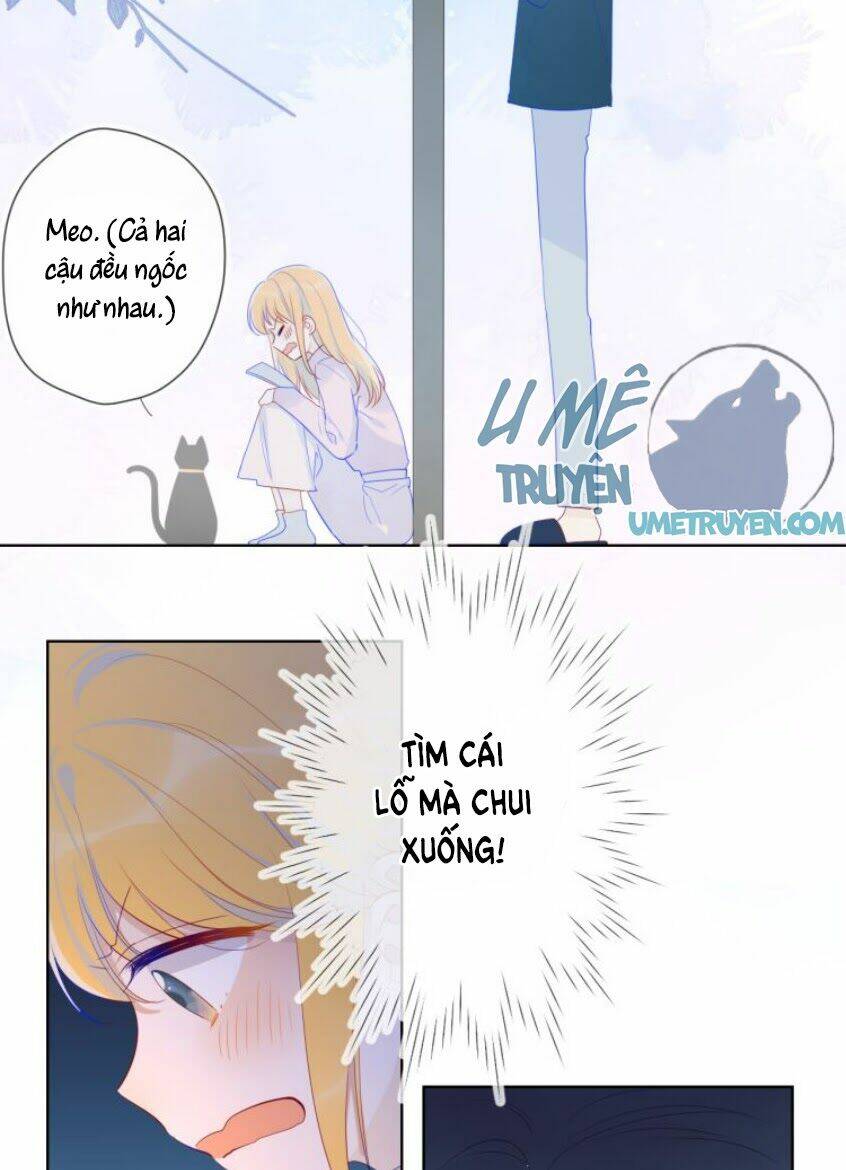 Meo. (Cả hai
cậu đều ngốc
như nhau.)
U MÊ
TRUYỆN
UMETRUYEN.COM
TÌM CÁI
LỖ MÀ CHUI
XUỐNG!